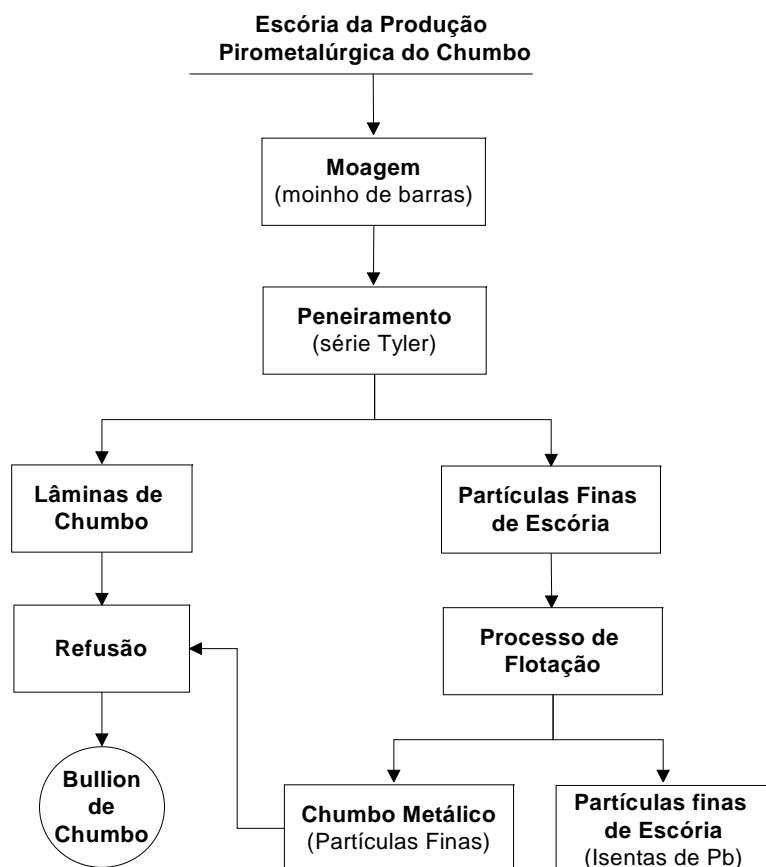 Escória da Produção
Pirometalúrgica do Chumbo
Moagem
(moinho de barras)
Peneiramento
(série Tyler)
Lâminas de
Chumbo
Partículas Finas
de Escória
Refusão
Processo de
Flotação
Bullion
de
Chumbo
Chumbo Metálico
(Partículas Finas)
Partículas finas
de Escória
(Isentas de Pb)